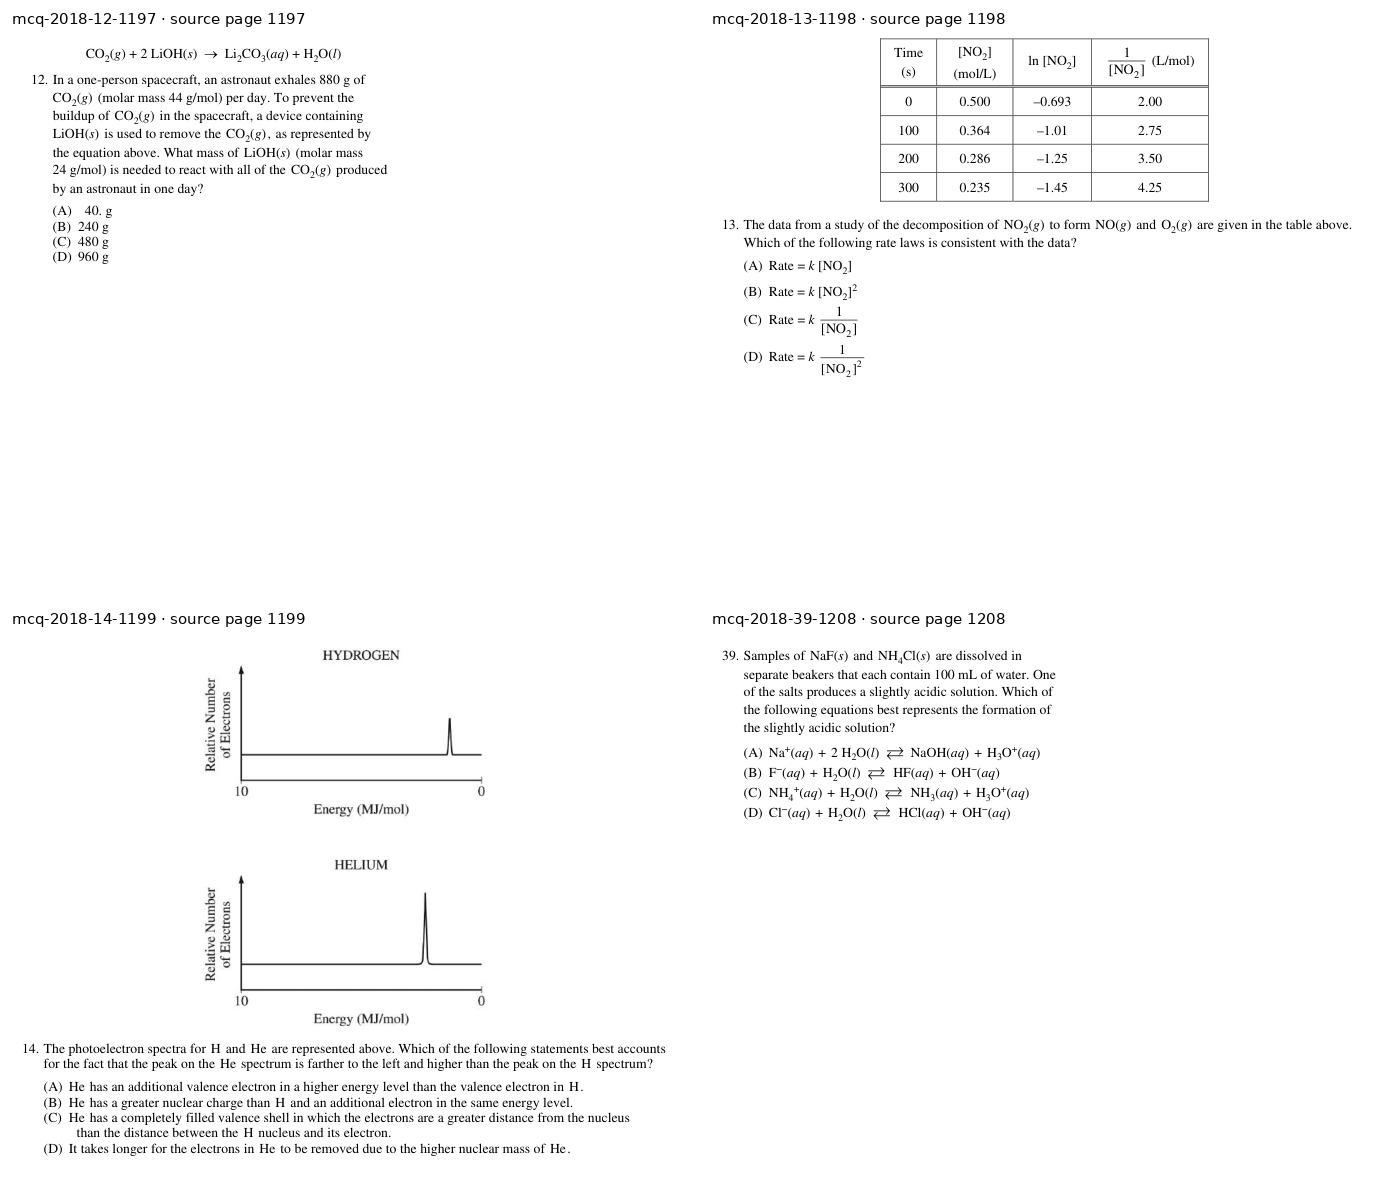 mcq-2018-12-1197 · source page 1197
CO₂(g) + 2 LiOH(s) → Li₂CO₃(aq) + H₂O(l)
12. In a one-person spacecraft, an astronaut exhales 880 g of
CO₂(g) (molar mass 44 g/mol) per day. To prevent the
buildup of CO₂(g) in the spacecraft, a device containing
LiOH(s) is used to remove the CO₂(g), as represented by
the equation above. What mass of LiOH(s) (molar mass
24 g/mol) is needed to react with all of the CO₂(g) produced
by an astronaut in one day?
(A) 40. g
(B) 240 g
(C) 480 g
(D) 960 g
mcq-2018-13-1198 · source page 1198
Time (s) [NO₂] (mol/L) ln [NO₂] 1/[NO₂] (L/mol)
0 0.500 –0.693 2.00
100 0.364 –1.01 2.75
200 0.286 –1.25 3.50
300 0.235 –1.45 4.25
13. The data from a study of the decomposition of NO₂(g) to form NO(g) and O₂(g) are given in the table above.
Which of the following rate laws is consistent with the data?
(A) Rate = k [NO₂]
(B) Rate = k [NO₂]²
(C) Rate = k 1/[NO₂]
(D) Rate = k 1/[NO₂]²
mcq-2018-14-1199 · source page 1199
HYDROGEN
Relative Number
of Electrons
10 0
Energy (MJ/mol)
HELIUM
Relative Number
of Electrons
10 0
Energy (MJ/mol)
14. The photoelectron spectra for H and He are represented above. Which of the following statements best accounts
for the fact that the peak on the He spectrum is farther to the left and higher than the peak on the H spectrum?
(A) He has an additional valence electron in a higher energy level than the valence electron in H.
(B) He has a greater nuclear charge than H and an additional electron in the same energy level.
(C) He has a completely filled valence shell in which the electrons are a greater distance from the nucleus
than the distance between the H nucleus and its electron.
(D) It takes longer for the electrons in He to be removed due to the higher nuclear mass of He.
mcq-2018-39-1208 · source page 1208
39. Samples of NaF(s) and NH₄Cl(s) are dissolved in
separate beakers that each contain 100 mL of water. One
of the salts produces a slightly acidic solution. Which of
the following equations best represents the formation of
the slightly acidic solution?
(A) Na⁺(aq) + 2 H₂O(l) ⇄ NaOH(aq) + H₃O⁺(aq)
(B) F⁻(aq) + H₂O(l) ⇄ HF(aq) + OH⁻(aq)
(C) NH₄⁺(aq) + H₂O(l) ⇄ NH₃(aq) + H₃O⁺(aq)
(D) Cl⁻(aq) + H₂O(l) ⇄ HCl(aq) + OH⁻(aq)